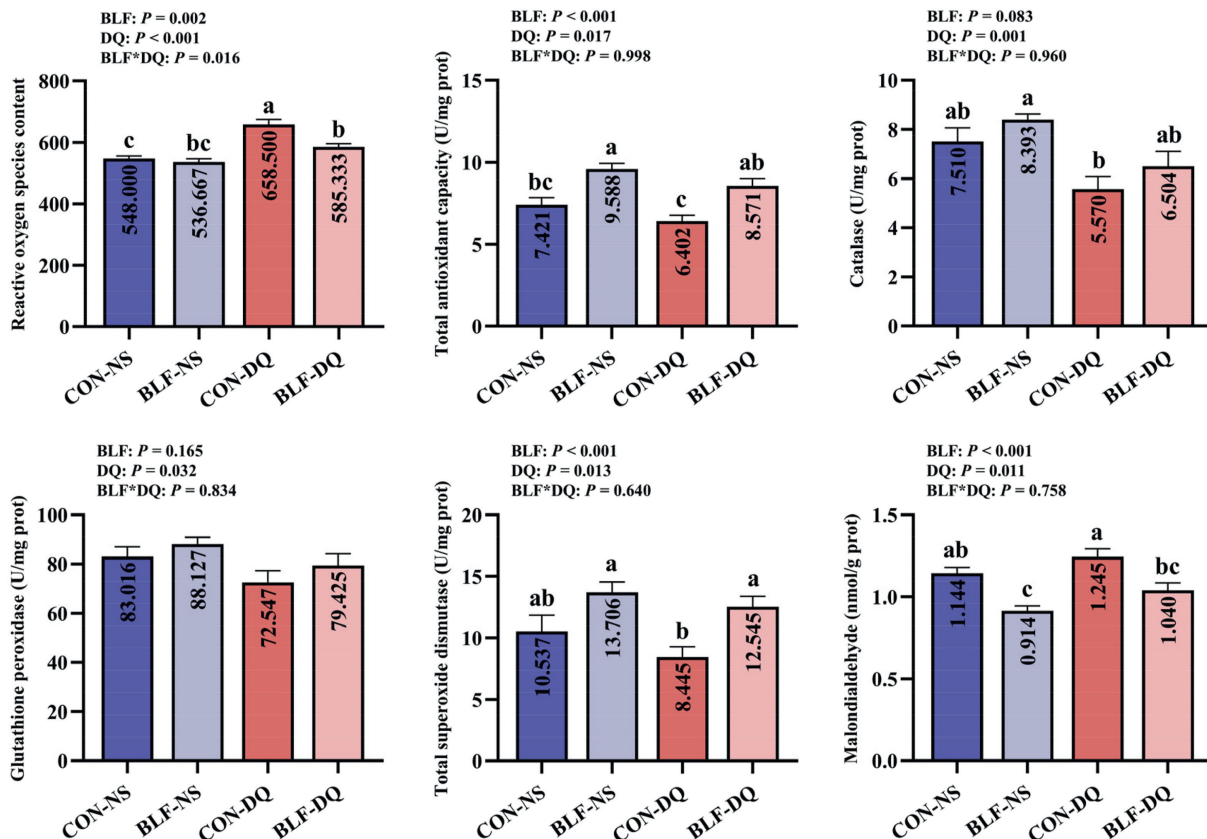 BLF: P = 0.002
DQ: P < 0.001
BLF*DQ: P = 0.016
Reactive oxygen species content
800
600
400
200
0
c
bc
a
b
548.000
536.667
658.500
585.333
CON-NS
BLF-NS
CON-DQ
BLF-DQ
BLF: P < 0.001
DQ: P = 0.017
BLF*DQ: P = 0.998
Total antioxidant capacity (U/mg prot)
15
10
5
0
bc
a
c
ab
7.421
9.588
6.402
8.571
CON-NS
BLF-NS
CON-DQ
BLF-DQ
BLF: P = 0.083
DQ: P = 0.001
BLF*DQ: P = 0.960
Catalase (U/mg prot)
10
8
6
4
2
0
ab
a
b
ab
7.510
8.393
5.570
6.504
CON-NS
BLF-NS
CON-DQ
BLF-DQ
BLF: P = 0.165
DQ: P = 0.032
BLF*DQ: P = 0.834
Glutathione peroxidase (U/mg prot)
100
80
60
40
20
0
83.016
88.127
72.547
79.425
CON-NS
BLF-NS
CON-DQ
BLF-DQ
BLF: P < 0.001
DQ: P = 0.013
BLF*DQ: P = 0.640
Total superoxide dismutase (U/mg prot)
20
15
10
5
0
ab
a
b
a
10.537
13.706
8.445
12.545
CON-NS
BLF-NS
CON-DQ
BLF-DQ
BLF: P < 0.001
DQ: P = 0.011
BLF*DQ: P = 0.758
Malondialdehyde (nmol/g prot)
1.5
1.0
0.5
0.0
ab
c
a
bc
1.144
0.914
1.245
1.040
CON-NS
BLF-NS
CON-DQ
BLF-DQ